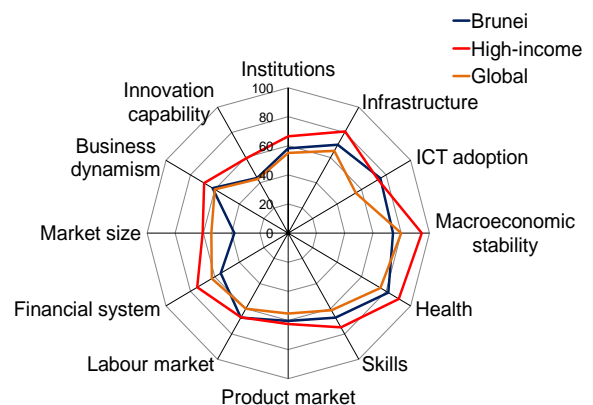 Brunei
High-income
Global
Institutions
Infrastructure
ICT adoption
Macroeconomic
stability
Health
Skills
Product market
Labour market
Financial system
Market size
Business
dynamism
Innovation
capability
100
80
60
40
20
0